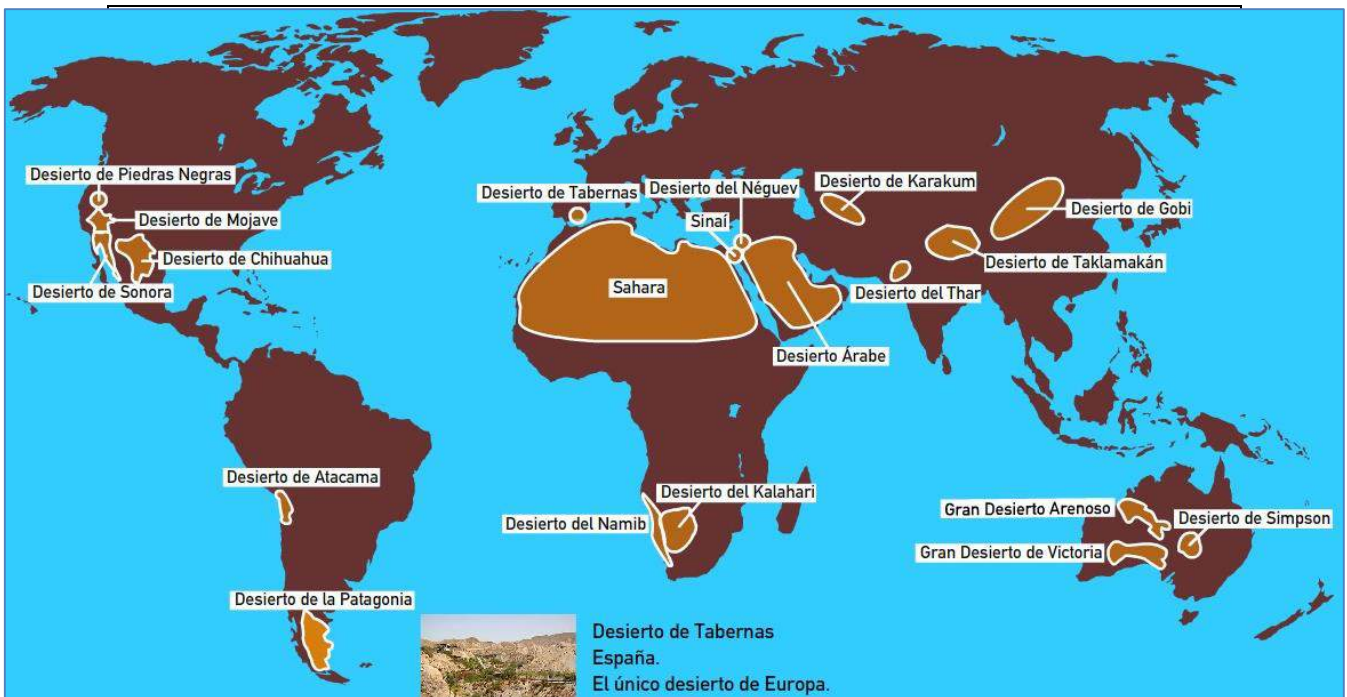 Desierto de Piedras Negras
Desierto de Mojave
Desierto de Chihuahua
Desierto de Sonora
Desierto de Tabernas
Desierto del Néguev
Sinaí
Desierto de Karakum
Desierto de Gobi
Desierto de Taklamakán
Desierto del Thar
Sahara
Desierto Árabe
Desierto de Atacama
Desierto de la Patagonia
Desierto del Namib
Desierto del Kalahari
Gran Desierto Arenoso
Desierto de Simpson
Gran Desierto de Victoria
Desierto de Tabernas
España.
El único desierto de Europa.